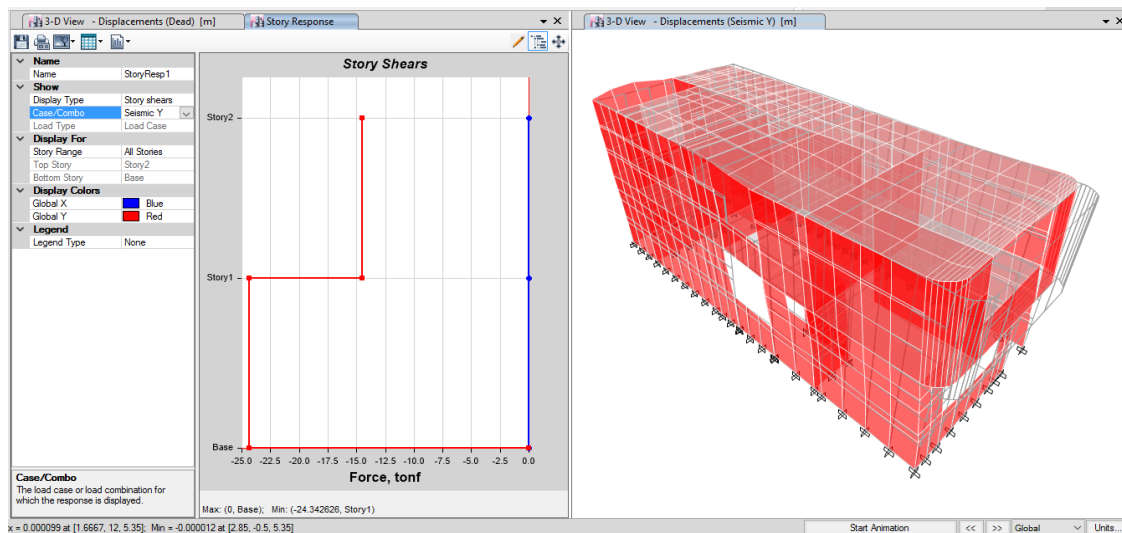 3-D View - Displacements (Dead) [m]
Story Response
3-D View - Displacements (Seismic Y) [m]
Name
Name StoryResp1
Show
Display Type Story shears
Case/Combo Seismic Y
Load Type Load Case
Display For
Story Range All Stories
Top Story Story2
Bottom Story Base
Display Colors
Global X Blue
Global Y Red
Legend
Legend Type None
Case/Combo
The load case or load combination for
which the response is displayed.
Story Shears
Story2
Story1
Base
-25.0 -22.5 -20.0 -17.5 -15.0 -12.5 -10.0 -7.5 -5.0 -2.5 0.0
Force, tonf
Max: (0, Base); Min: (-24.342626, Story1)
x = 0.000099 at [1.6667, 12, 5.35]; Min = -0.000012 at [2.85, -0.5, 5.35]
Start Animation << >> Global Units...